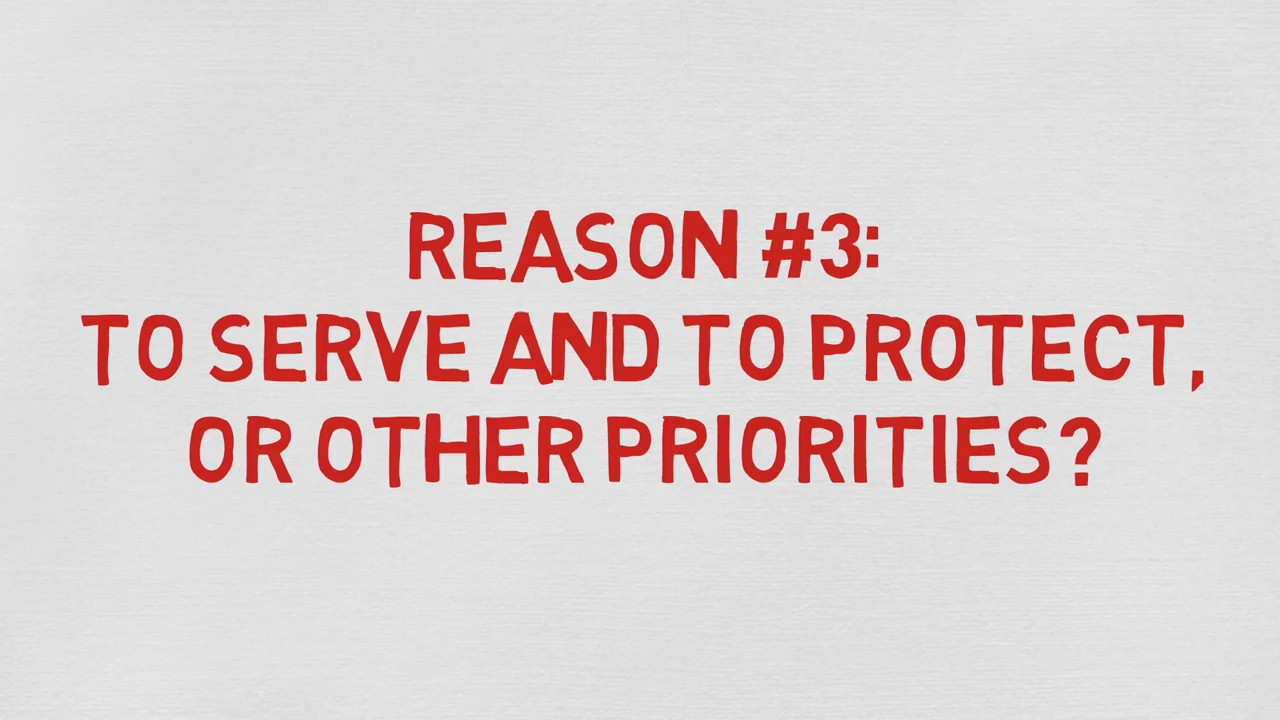 REASON #3:
TO SERVE AND TO PROTECT,
OR OTHER PRIORITIES?